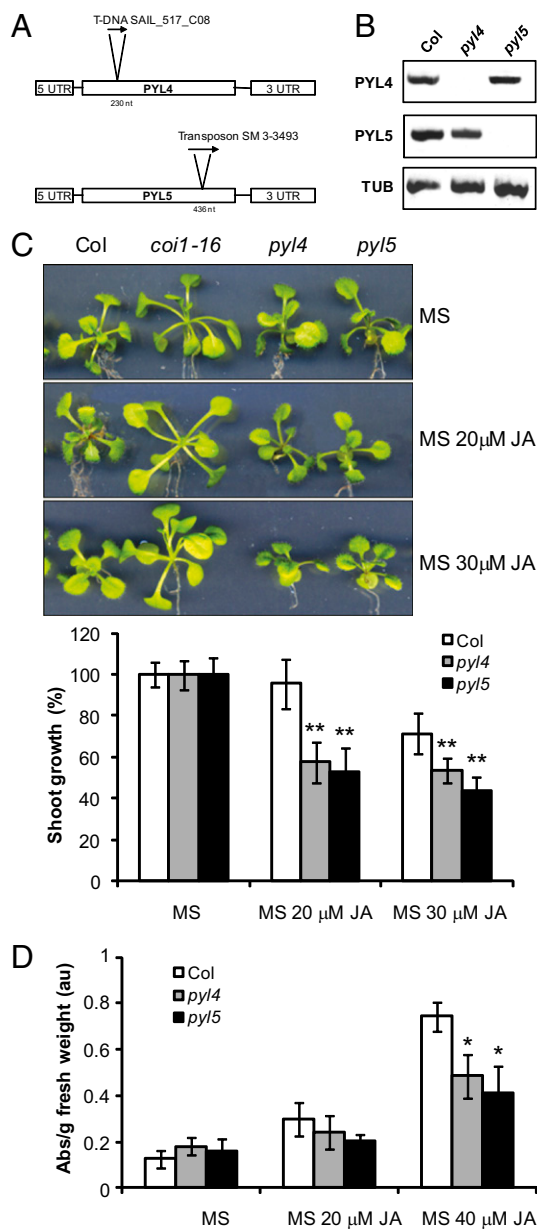 A
T-DNA SAIL_517_C08
5 UTR
PYL4
3 UTR
230 nt
Transposon SM 3-3493
5 UTR
PYL5
3 UTR
436 nt
B
Col
pyl4
pyl5
PYL4
PYL5
TUB
C
Col
coi1-16
pyl4
pyl5
MS
MS 20μM JA
MS 30μM JA
Shoot growth (%)
120
100
80
60
40
20
0
Col
pyl4
pyl5
**
**
**
**
MS
MS 20 μM JA
MS 30 μM JA
D
Abs/g fresh weight (au)
1
0.8
0.6
0.4
0.2
0
Col
pyl4
pyl5
*
*
MS
MS 20 μM JA
MS 40 μM JA